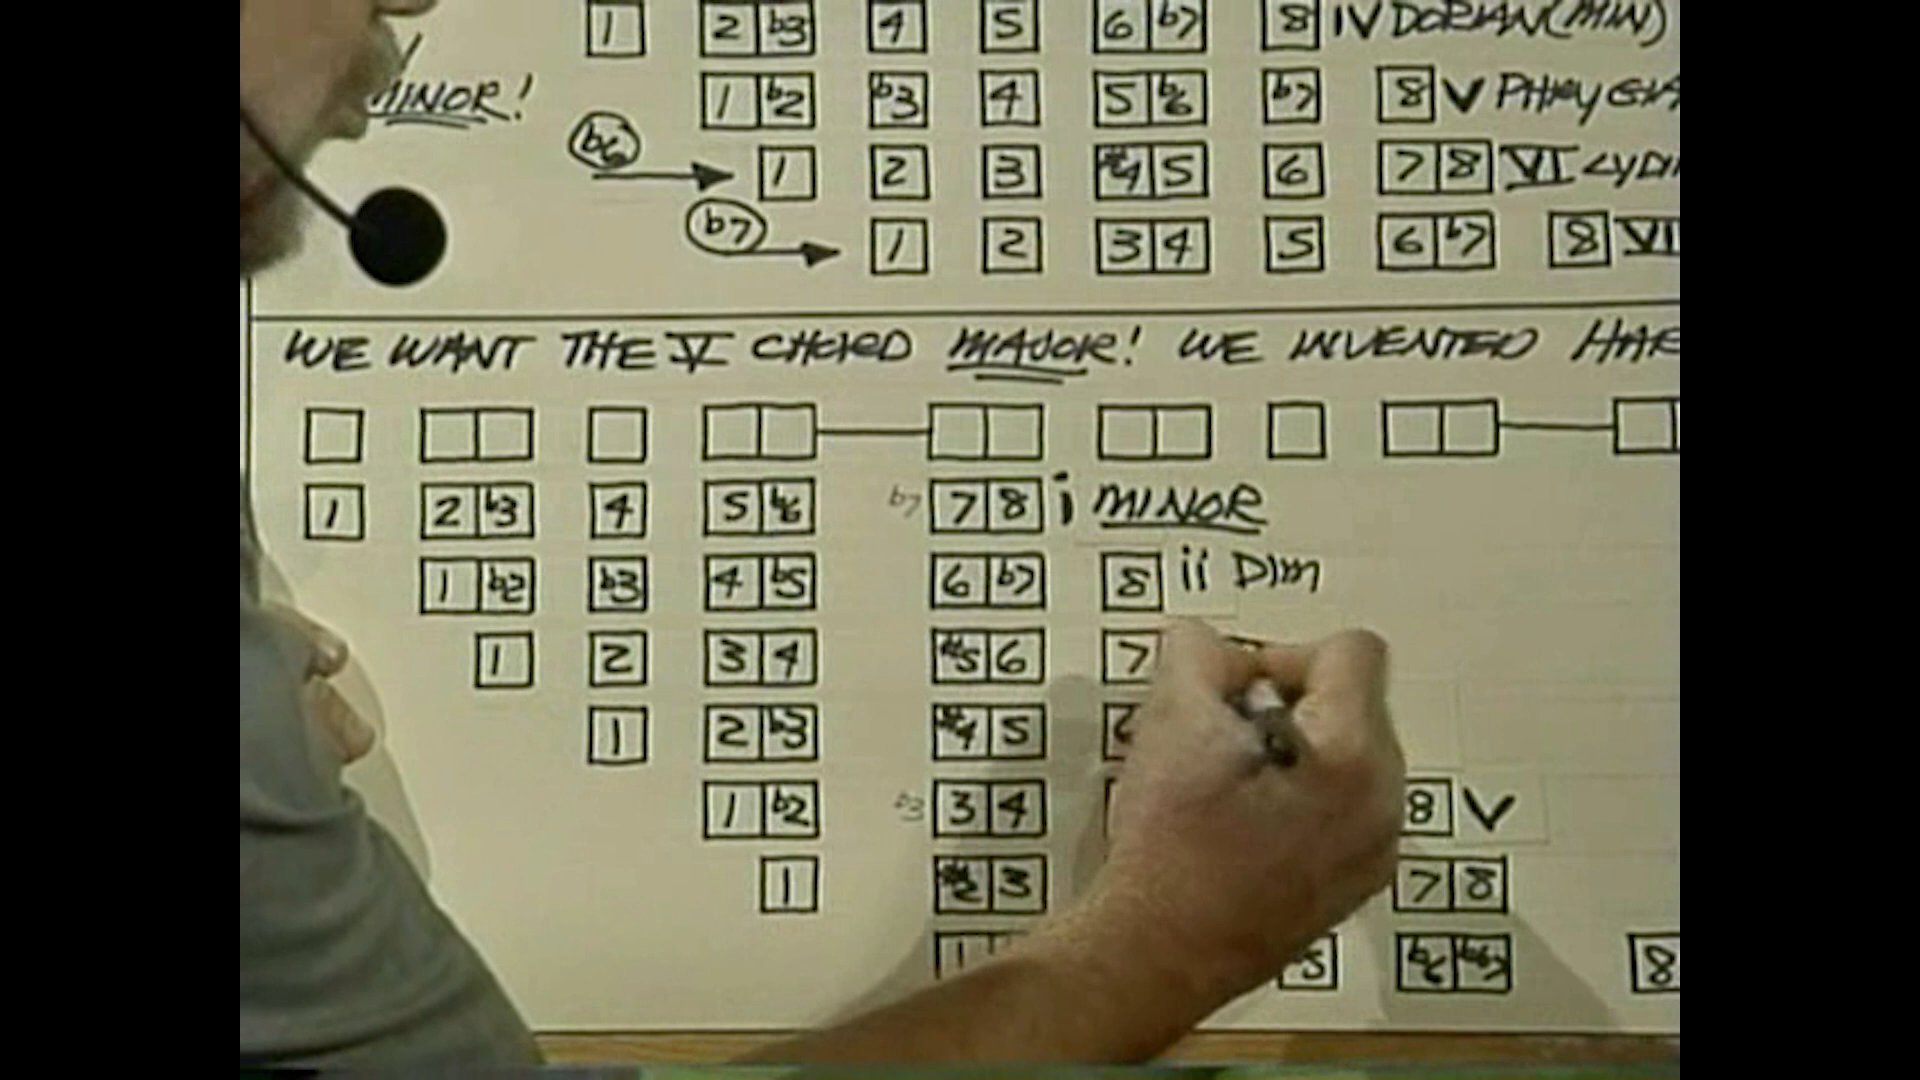 1 2 b3 4 5 6 b7 8 IV DORIAN (MIN)
MINOR! 1 b2 b3 4 5 b6 b7 8 V PHRYGIA
b6 1 2 3 #4 5 6 7 8 VI LYDI
b7 1 2 3 4 5 6 b7 8 VI
WE WANT THE V CHORD MAJOR! WE INVENTED HAR
1 2 b3 4 5 b6 b7 7 8 i MINOR
1 b2 b3 4 b5 6 b7 8 ii DIM
1 2 3 4 #5 6 7
1 2 b3 #4 5 6
1 b2 b3 3 4 8 V
1 #2 3 7 8
1 b5 b6 bb7 8